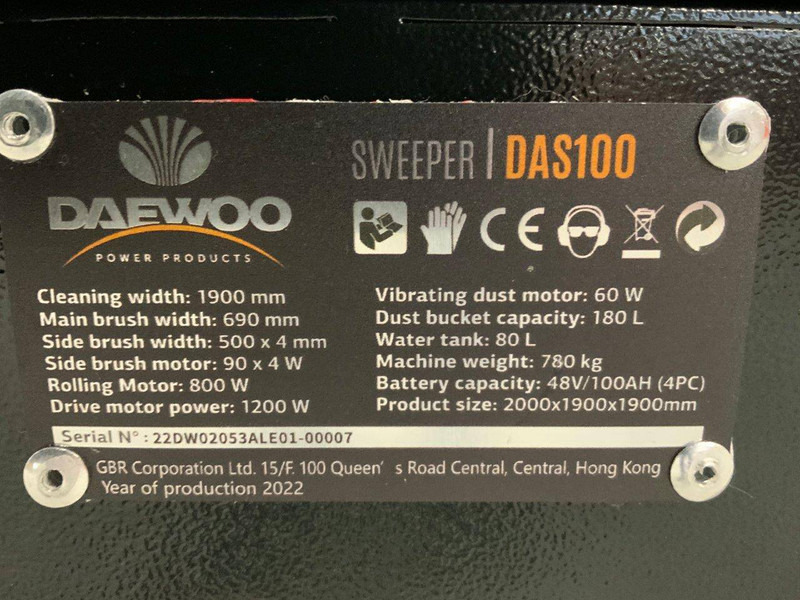 SWEEPER | DAS100
DAEWOO
POWER PRODUCTS
CE
Cleaning width: 1900 mm
Main brush width: 690 mm
Side brush width: 500 x 4 mm
Side brush motor: 90 x 4 W
Rolling Motor: 800 W
Drive motor power: 1200 W
Vibrating dust motor: 60 W
Dust bucket capacity: 180 L
Water tank: 80 L
Machine weight: 780 kg
Battery capacity: 48V/100AH (4PC)
Product size: 2000x1900x1900mm
Serial N° : 22DW02053ALE01-00007
GBR Corporation Ltd. 15/F. 100 Queen' s Road Central, Central, Hong Kong
Year of production 2022